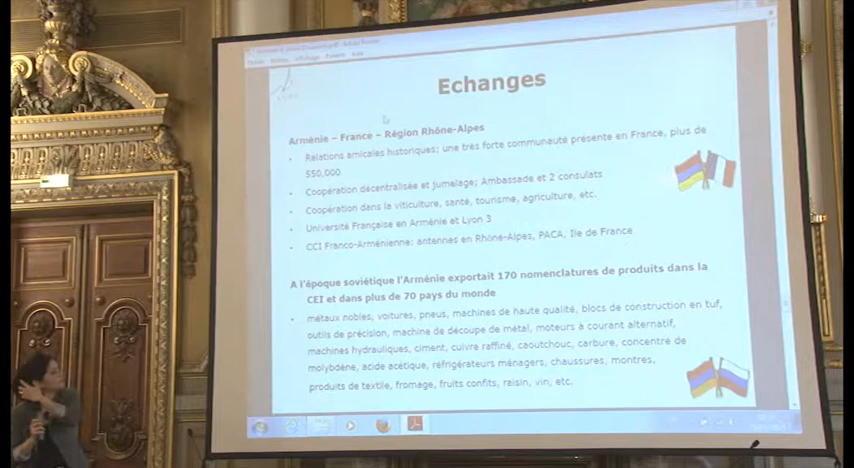 Echanges
Arménie – France – Région Rhône-Alpes
Relations amicales historiques; une très forte communauté présente en France, plus de
550,000
Coopération décentralisée et jumelage; Ambassade et 2 consulats
Coopération dans la viticulture, santé, tourisme, agriculture, etc.
Université Française en Arménie et Lyon 3
CCI Franco-Arménienne: antennes en Rhône-Alpes, PACA, Ile de France
A l'époque soviétique l'Arménie exportait 170 nomenclatures de produits dans la
CEI et dans plus de 70 pays du monde
métaux nobles, voitures, pneus, machines de haute qualité, blocs de construction en tuf,
outils de précision, machine de découpe de métal, moteurs à courant alternatif,
machines hydrauliques, ciment, cuivre raffiné, caoutchouc, carbure, concentre de
molybdène, acide acétique, réfrigérateurs ménagers, chaussures, montres,
produits de textile, fromage, fruits confits, raisin, vin, etc.